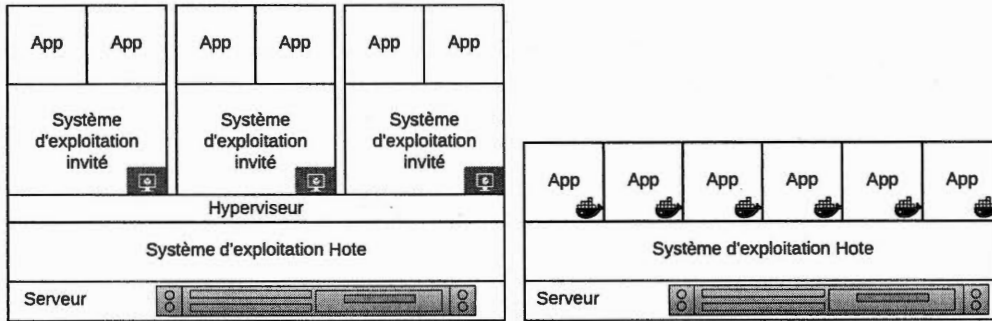 App App App App App App
Système d'exploitation invité
Système d'exploitation invité
Système d'exploitation invité
Hyperviseur
Système d'exploitation Hote
Serveur
App App App App App App
Système d'exploitation Hote
Serveur